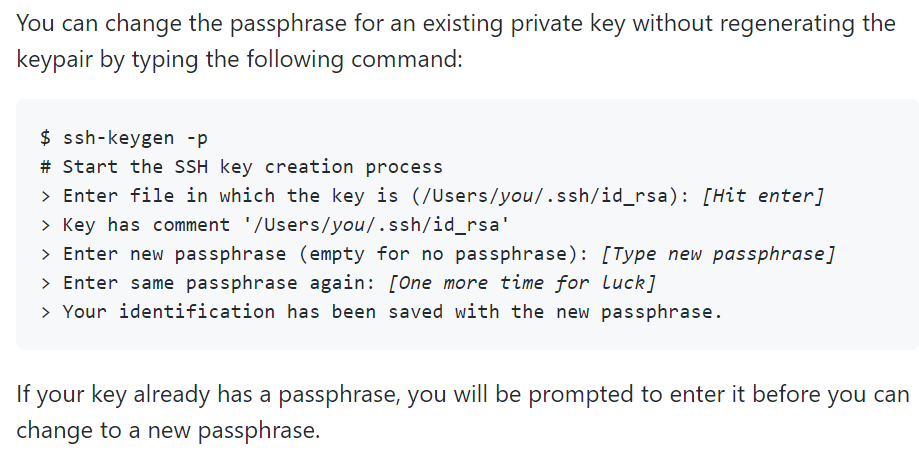 You can change the passphrase for an existing private key without regenerating the
keypair by typing the following command:
$ ssh-keygen -p
# Start the SSH key creation process
> Enter file in which the key is (/Users/you/.ssh/id_rsa): [Hit enter]
> Key has comment '/Users/you/.ssh/id_rsa'
> Enter new passphrase (empty for no passphrase): [Type new passphrase]
> Enter same passphrase again: [One more time for luck]
> Your identification has been saved with the new passphrase.
If your key already has a passphrase, you will be prompted to enter it before you can
change to a new passphrase.